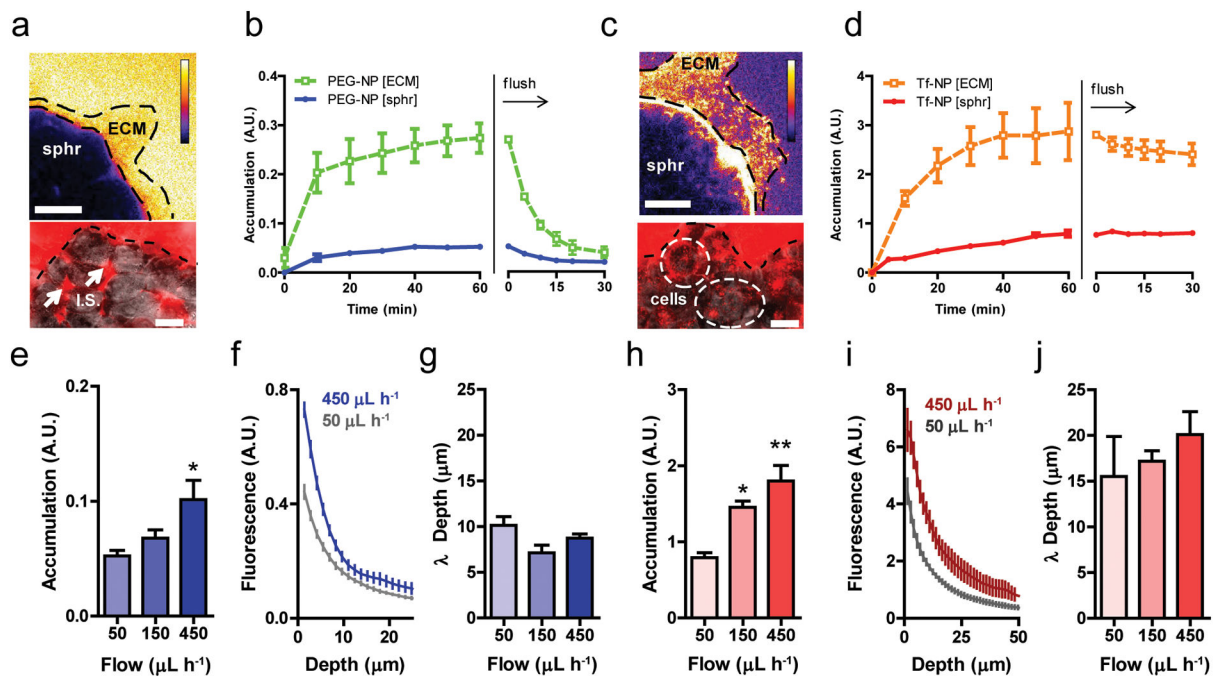 a
ECM
sphr
I.S.
b
PEG-NP [ECM]
PEG-NP [sphr]
flush
Accumulation (A.U.)
0.4
0.3
0.2
0.1
0.0
0 10 20 30 40 50 60
0 15 30
Time (min)
c
ECM
sphr
cells
d
Tf-NP [ECM]
Tf-NP [sphr]
flush
Accumulation (A.U.)
4
3
2
1
0
0 10 20 30 40 50 60
0 15 30
Time (min)
e
Accumulation (A.U.)
0.2
0.1
0.0
*
50 150 450
Flow (µL h⁻¹)
f
450 µL h⁻¹
50 µL h⁻¹
Fluorescence (A.U.)
0.8
0.4
0.0
0 10 20
Depth (µm)
g
λ Depth (µm)
25
20
15
10
5
0
50 150 450
Flow (µL h⁻¹)
h
Accumulation (A.U.)
3
2
1
0
*
**
50 150 450
Flow (µL h⁻¹)
i
450 µL h⁻¹
50 µL h⁻¹
Fluorescence (A.U.)
8
6
4
2
0
0 25 50
Depth (µm)
j
λ Depth (µm)
25
20
15
10
5
0
50 150 450
Flow (µL h⁻¹)